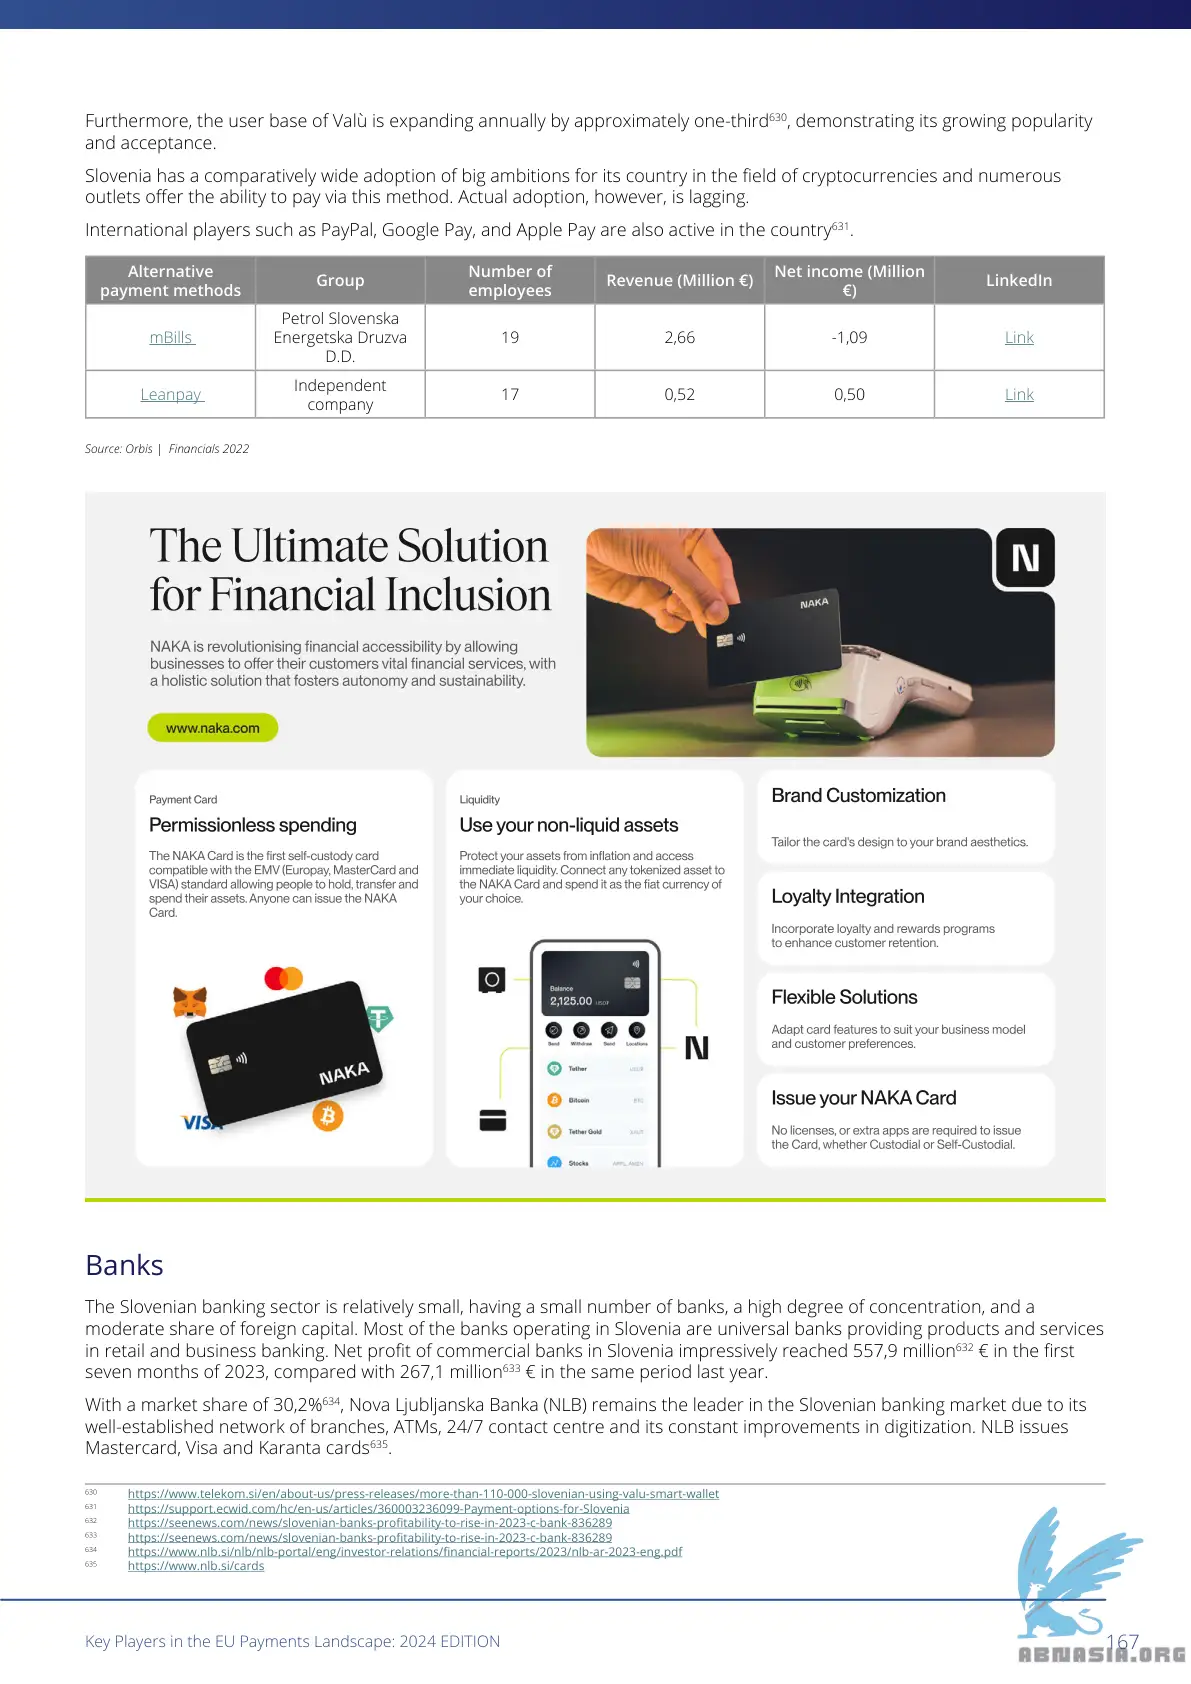 Furthermore, the user base of Valù is expanding annually by approximately one-third630, demonstrating its growing popularity
and acceptance.
Slovenia has a comparatively wide adoption of big ambitions for its country in the field of cryptocurrencies and numerous
outlets offer the ability to pay via this method. Actual adoption, however, is lagging.
International players such as PayPal, Google Pay, and Apple Pay are also active in the country631.
Alternative payment methods | Group | Number of employees | Revenue (Million €) | Net income (Million €) | LinkedIn
mBills | Petrol Slovenska Energetska Druzva D.D. | 19 | 2,66 | -1,09 | Link
Leanpay | Independent company | 17 | 0,52 | 0,50 | Link
Source: Orbis | Financials 2022
The Ultimate Solution
for Financial Inclusion
NAKA is revolutionising financial accessibility by allowing
businesses to offer their customers vital financial services, with
a holistic solution that fosters autonomy and sustainability.
www.naka.com
N
NAKA
Payment Card
Permissionless spending
The NAKA Card is the first self-custody card
compatible with the EMV (Europay, MasterCard and
VISA) standard allowing people to hold, transfer and
spend their assets. Anyone can issue the NAKA
Card.
NAKA
VISA
Liquidity
Use your non-liquid assets
Protect your assets from inflation and access
immediate liquidity. Connect any tokenized asset to
the NAKA Card and spend it as the fiat currency of
your choice.
Balance
2,125.00 USDT
Send Withdraw Send Locations
Tether
Bitcoin BTC
Tether Gold
Stocks
N
Brand Customization
Tailor the card's design to your brand aesthetics.
Loyalty Integration
Incorporate loyalty and rewards programs
to enhance customer retention.
Flexible Solutions
Adapt card features to suit your business model
and customer preferences.
Issue your NAKA Card
No licenses, or extra apps are required to issue
the Card, whether Custodial or Self-Custodial.
Banks
The Slovenian banking sector is relatively small, having a small number of banks, a high degree of concentration, and a
moderate share of foreign capital. Most of the banks operating in Slovenia are universal banks providing products and services
in retail and business banking. Net profit of commercial banks in Slovenia impressively reached 557,9 million632 € in the first
seven months of 2023, compared with 267,1 million633 € in the same period last year.
With a market share of 30,2%634, Nova Ljubljanska Banka (NLB) remains the leader in the Slovenian banking market due to its
well-established network of branches, ATMs, 24/7 contact centre and its constant improvements in digitization. NLB issues
Mastercard, Visa and Karanta cards635.
630 https://www.telekom.si/en/about-us/press-releases/more-than-110-000-slovenian-using-valu-smart-wallet
631 https://support.ecwid.com/hc/en-us/articles/360003236099-Payment-options-for-Slovenia
632 https://seenews.com/news/slovenian-banks-profitability-to-rise-in-2023-c-bank-836289
633 https://seenews.com/news/slovenian-banks-profitability-to-rise-in-2023-c-bank-836289
634 https://www.nlb.si/nlb/nlb-portal/eng/investor-relations/financial-reports/2023/nlb-ar-2023-eng.pdf
635 https://www.nlb.si/cards
Key Players in the EU Payments Landscape: 2024 EDITION
167
ABNASIA.ORG